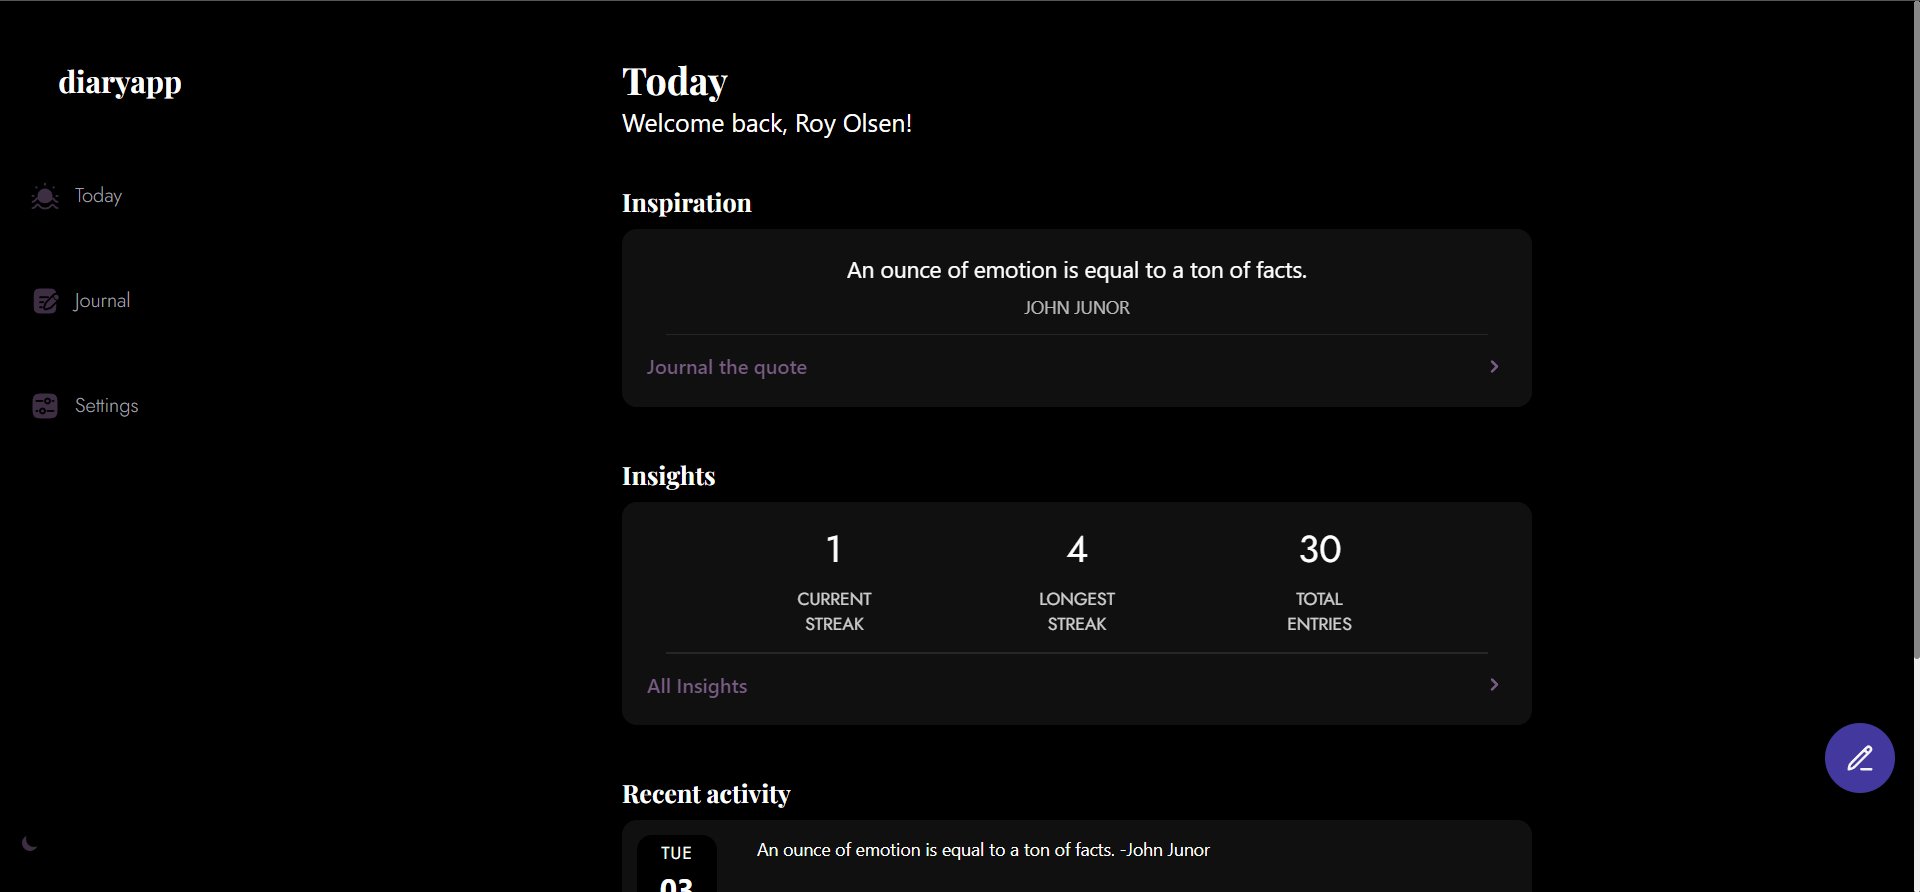 diaryapp
Today
Journal
Settings
Today
Welcome back, Roy Olsen!
Inspiration
An ounce of emotion is equal to a ton of facts.
JOHN JUNOR
Journal the quote
Insights
1
CURRENT
STREAK
4
LONGEST
STREAK
30
TOTAL
ENTRIES
All Insights
Recent activity
TUE
03
An ounce of emotion is equal to a ton of facts. -John Junor